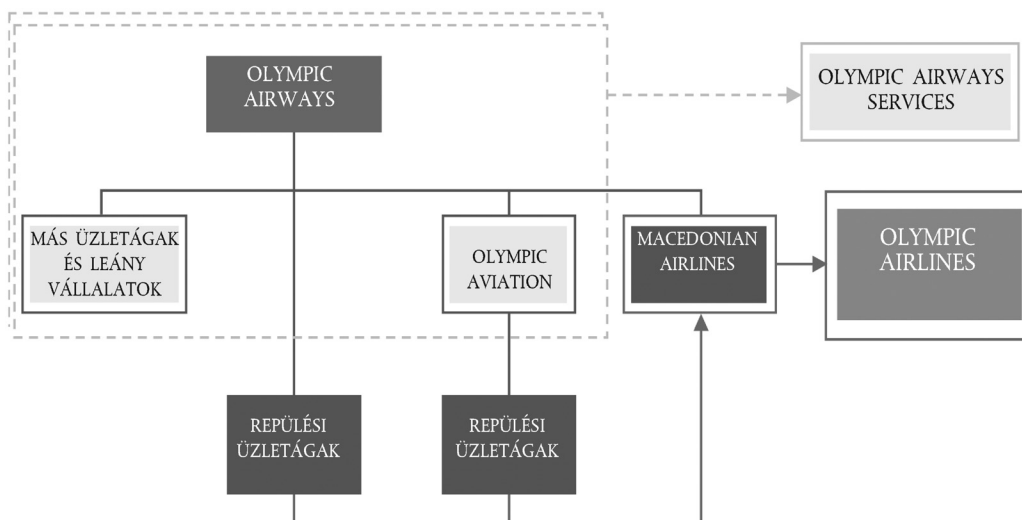 OLYMPIC
AIRWAYS
OLYMPIC AIRWAYS
SERVICES
MÁS ÜZLETÁGAK
ÉS LEÁNY
VÁLLALATOK
OLYMPIC
AVIATION
MACEDONIAN
AIRLINES
OLYMPIC
AIRLINES
REPÜLÉSI
ÜZLETÁGAK
REPÜLÉSI
ÜZLETÁGAK